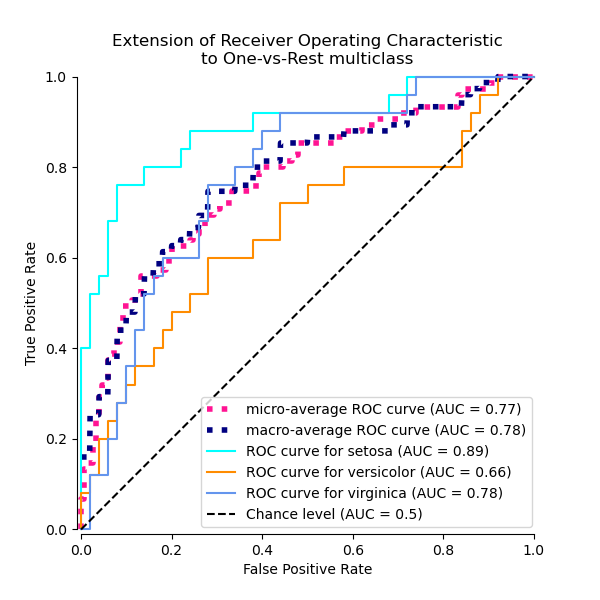 Extension of Receiver Operating Characteristic
to One-vs-Rest multiclass
True Positive Rate
1.0
0.8
0.6
0.4
0.2
0.0
micro-average ROC curve (AUC = 0.77)
macro-average ROC curve (AUC = 0.78)
ROC curve for setosa (AUC = 0.89)
ROC curve for versicolor (AUC = 0.66)
ROC curve for virginica (AUC = 0.78)
Chance level (AUC = 0.5)
0.0 0.2 0.4 0.6 0.8 1.0
False Positive Rate